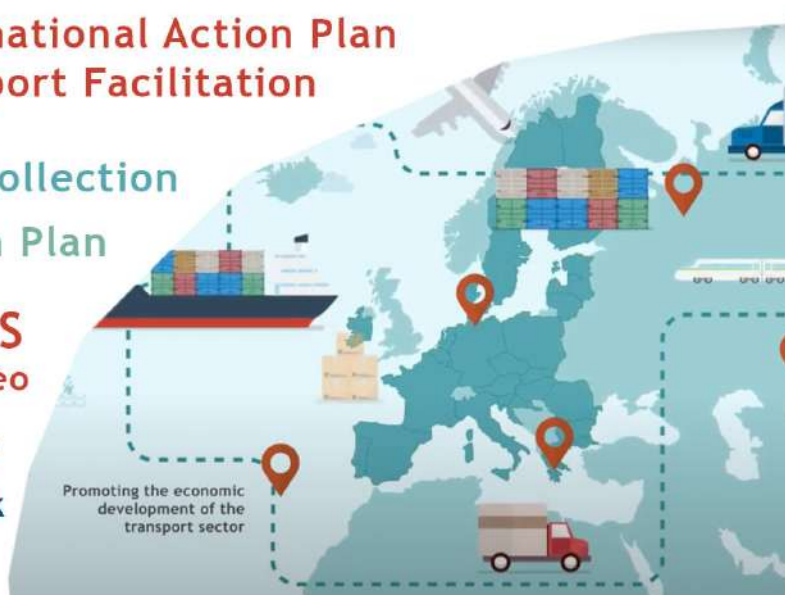 national Action Plan
port Facilitation
ollection
Plan
S
eo
k
Promoting the economic
development of the
transport sector